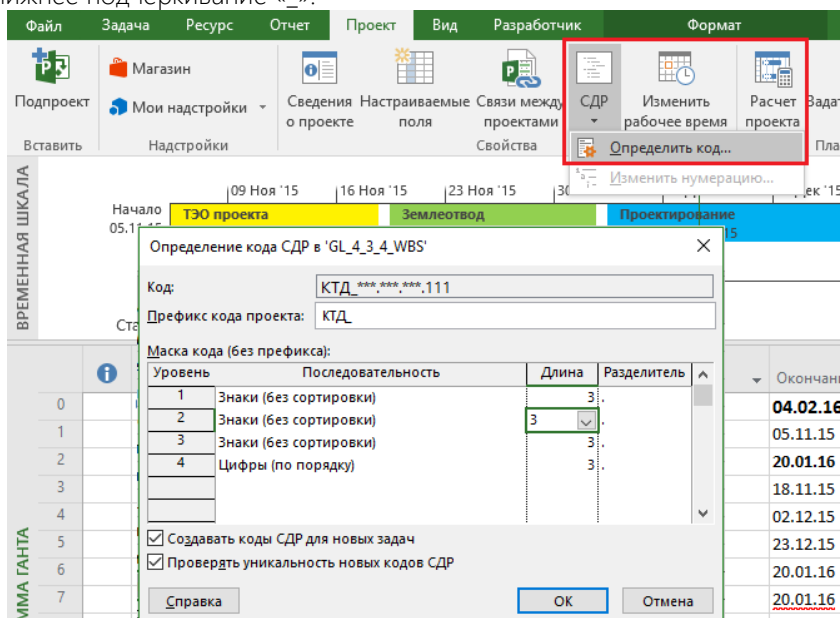 нижнее подчеркивание «_».
Файл Задача Ресурс Отчет Проект Вид Разработчик Формат
Подпроект
Магазин
Мои надстройки
Сведения о проекте
Настраиваемые поля
Связи между проектами
СДР
Изменить рабочее время
Расчет проекта
Вставить Надстройки Свойства
Определить код...
Изменить нумерацию...
09 Ноя '15 16 Ноя '15 23 Ноя '15 30
Начало
05.11.15
ТЭО проекта Землеотвод Проектирование
ВРЕМЕННАЯ ШКАЛА
Определение кода СДР в 'GL_4_3_4_WBS'
Код: КТД_***.***.***.111
Префикс кода проекта: КТД_
Маска кода (без префикса):
Уровень Последовательность Длина Разделитель
1 Знаки (без сортировки) 3 .
2 Знаки (без сортировки) 3 .
3 Знаки (без сортировки) 3 .
4 Цифры (по порядку) 3 .
Создавать коды СДР для новых задач
Проверять уникальность новых кодов СДР
Справка ОК Отмена
0 04.02.16
1 05.11.15
2 20.01.16
3 18.11.15
4 02.12.15
5 23.12.15
6 20.01.16
7 20.01.16